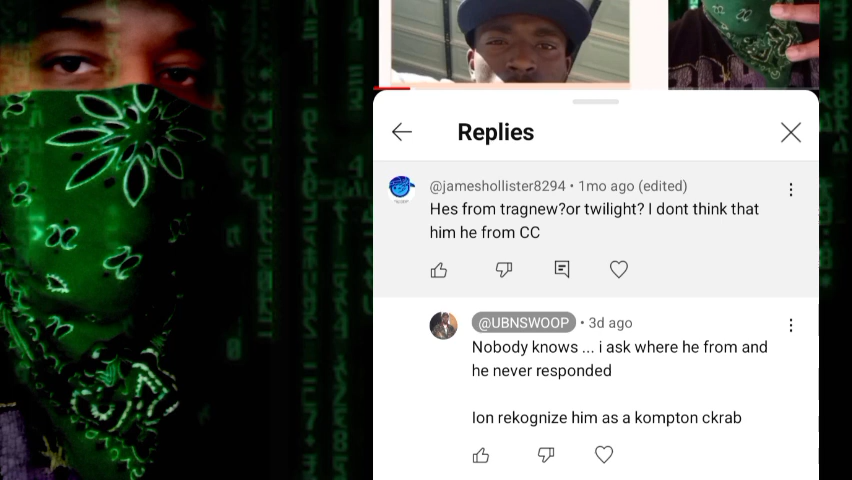 Replies
@jameshollister8294 • 1mo ago (edited)
Hes from tragnew?or twilight? I dont think that
him he from CC
@UBNSWOOP • 3d ago
Nobody knows ... i ask where he from and
he never responded
Ion rekognize him as a kompton ckrab